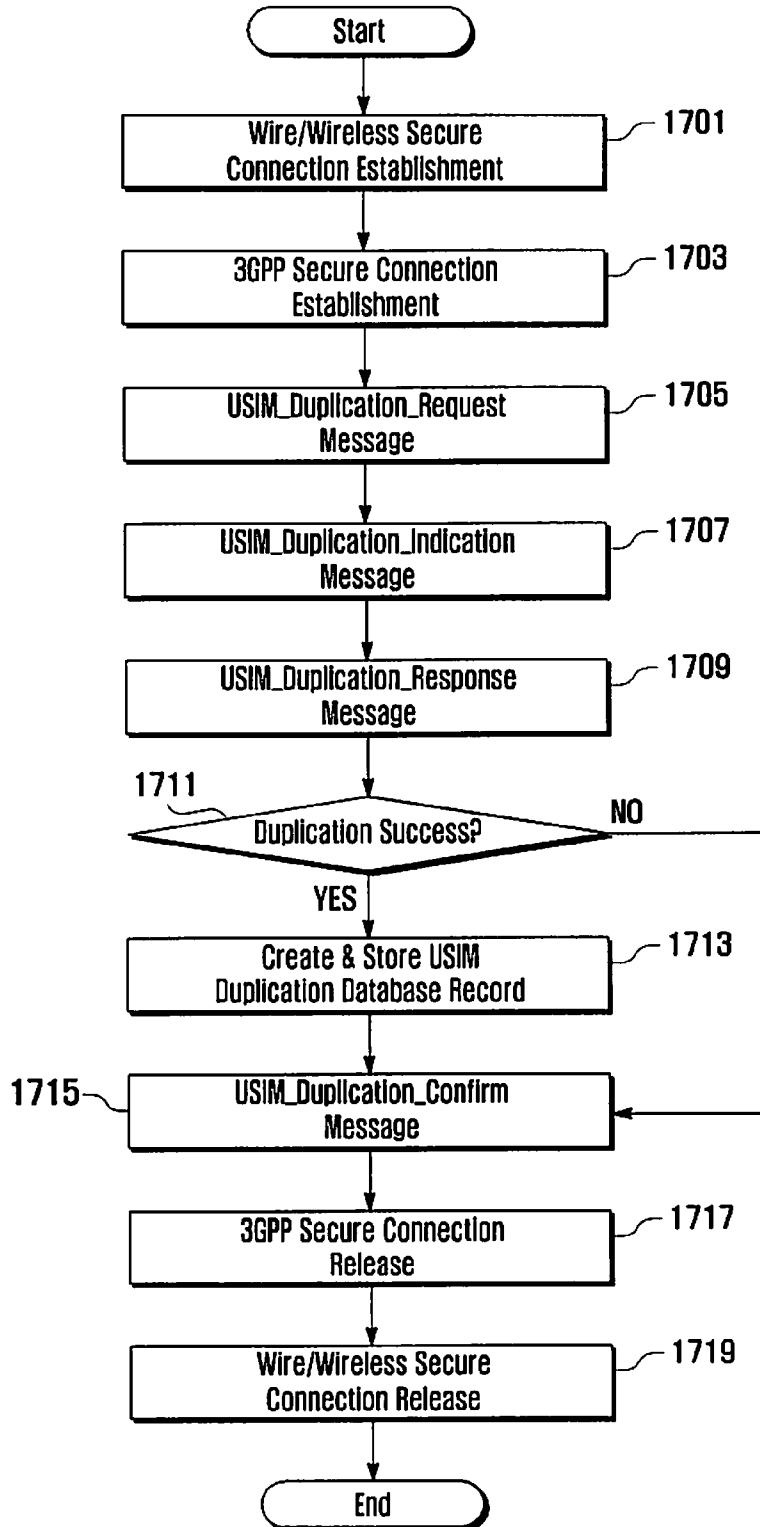 Start
Wire/Wireless Secure
Connection Establishment
1701
3GPP Secure Connection
Establishment
1703
USIM_Duplication_Request
Message
1705
USIM_Duplication_Indication
Message
1707
USIM_Duplication_Response
Message
1709
1711
Duplication Success?
NO
YES
Create & Store USIM
Duplication Database Record
1713
1715
USIM_Duplication_Confirm
Message
3GPP Secure Connection
Release
1717
Wire/Wireless Secure
Connection Release
1719
End